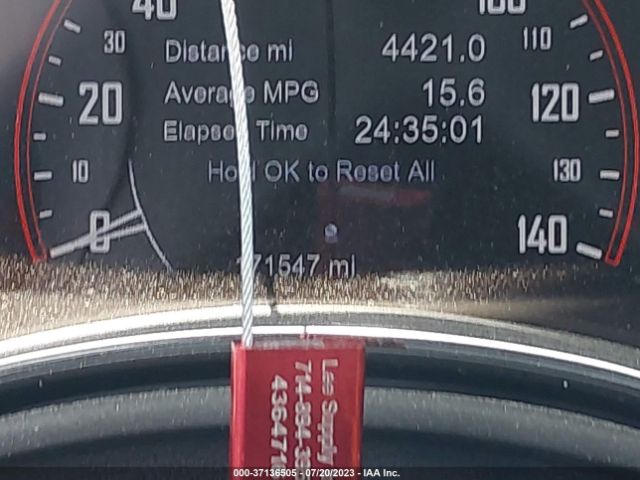 40
100
30
Distance mi 4421.0
110
20
Average MPG 15.6
120
Elapsed Time 24:35:01
10
Hold OK to Reset All
130
0
140
171547 mi
Lee Supply
000-37136505 - 07/20/2023 - IAA Inc.